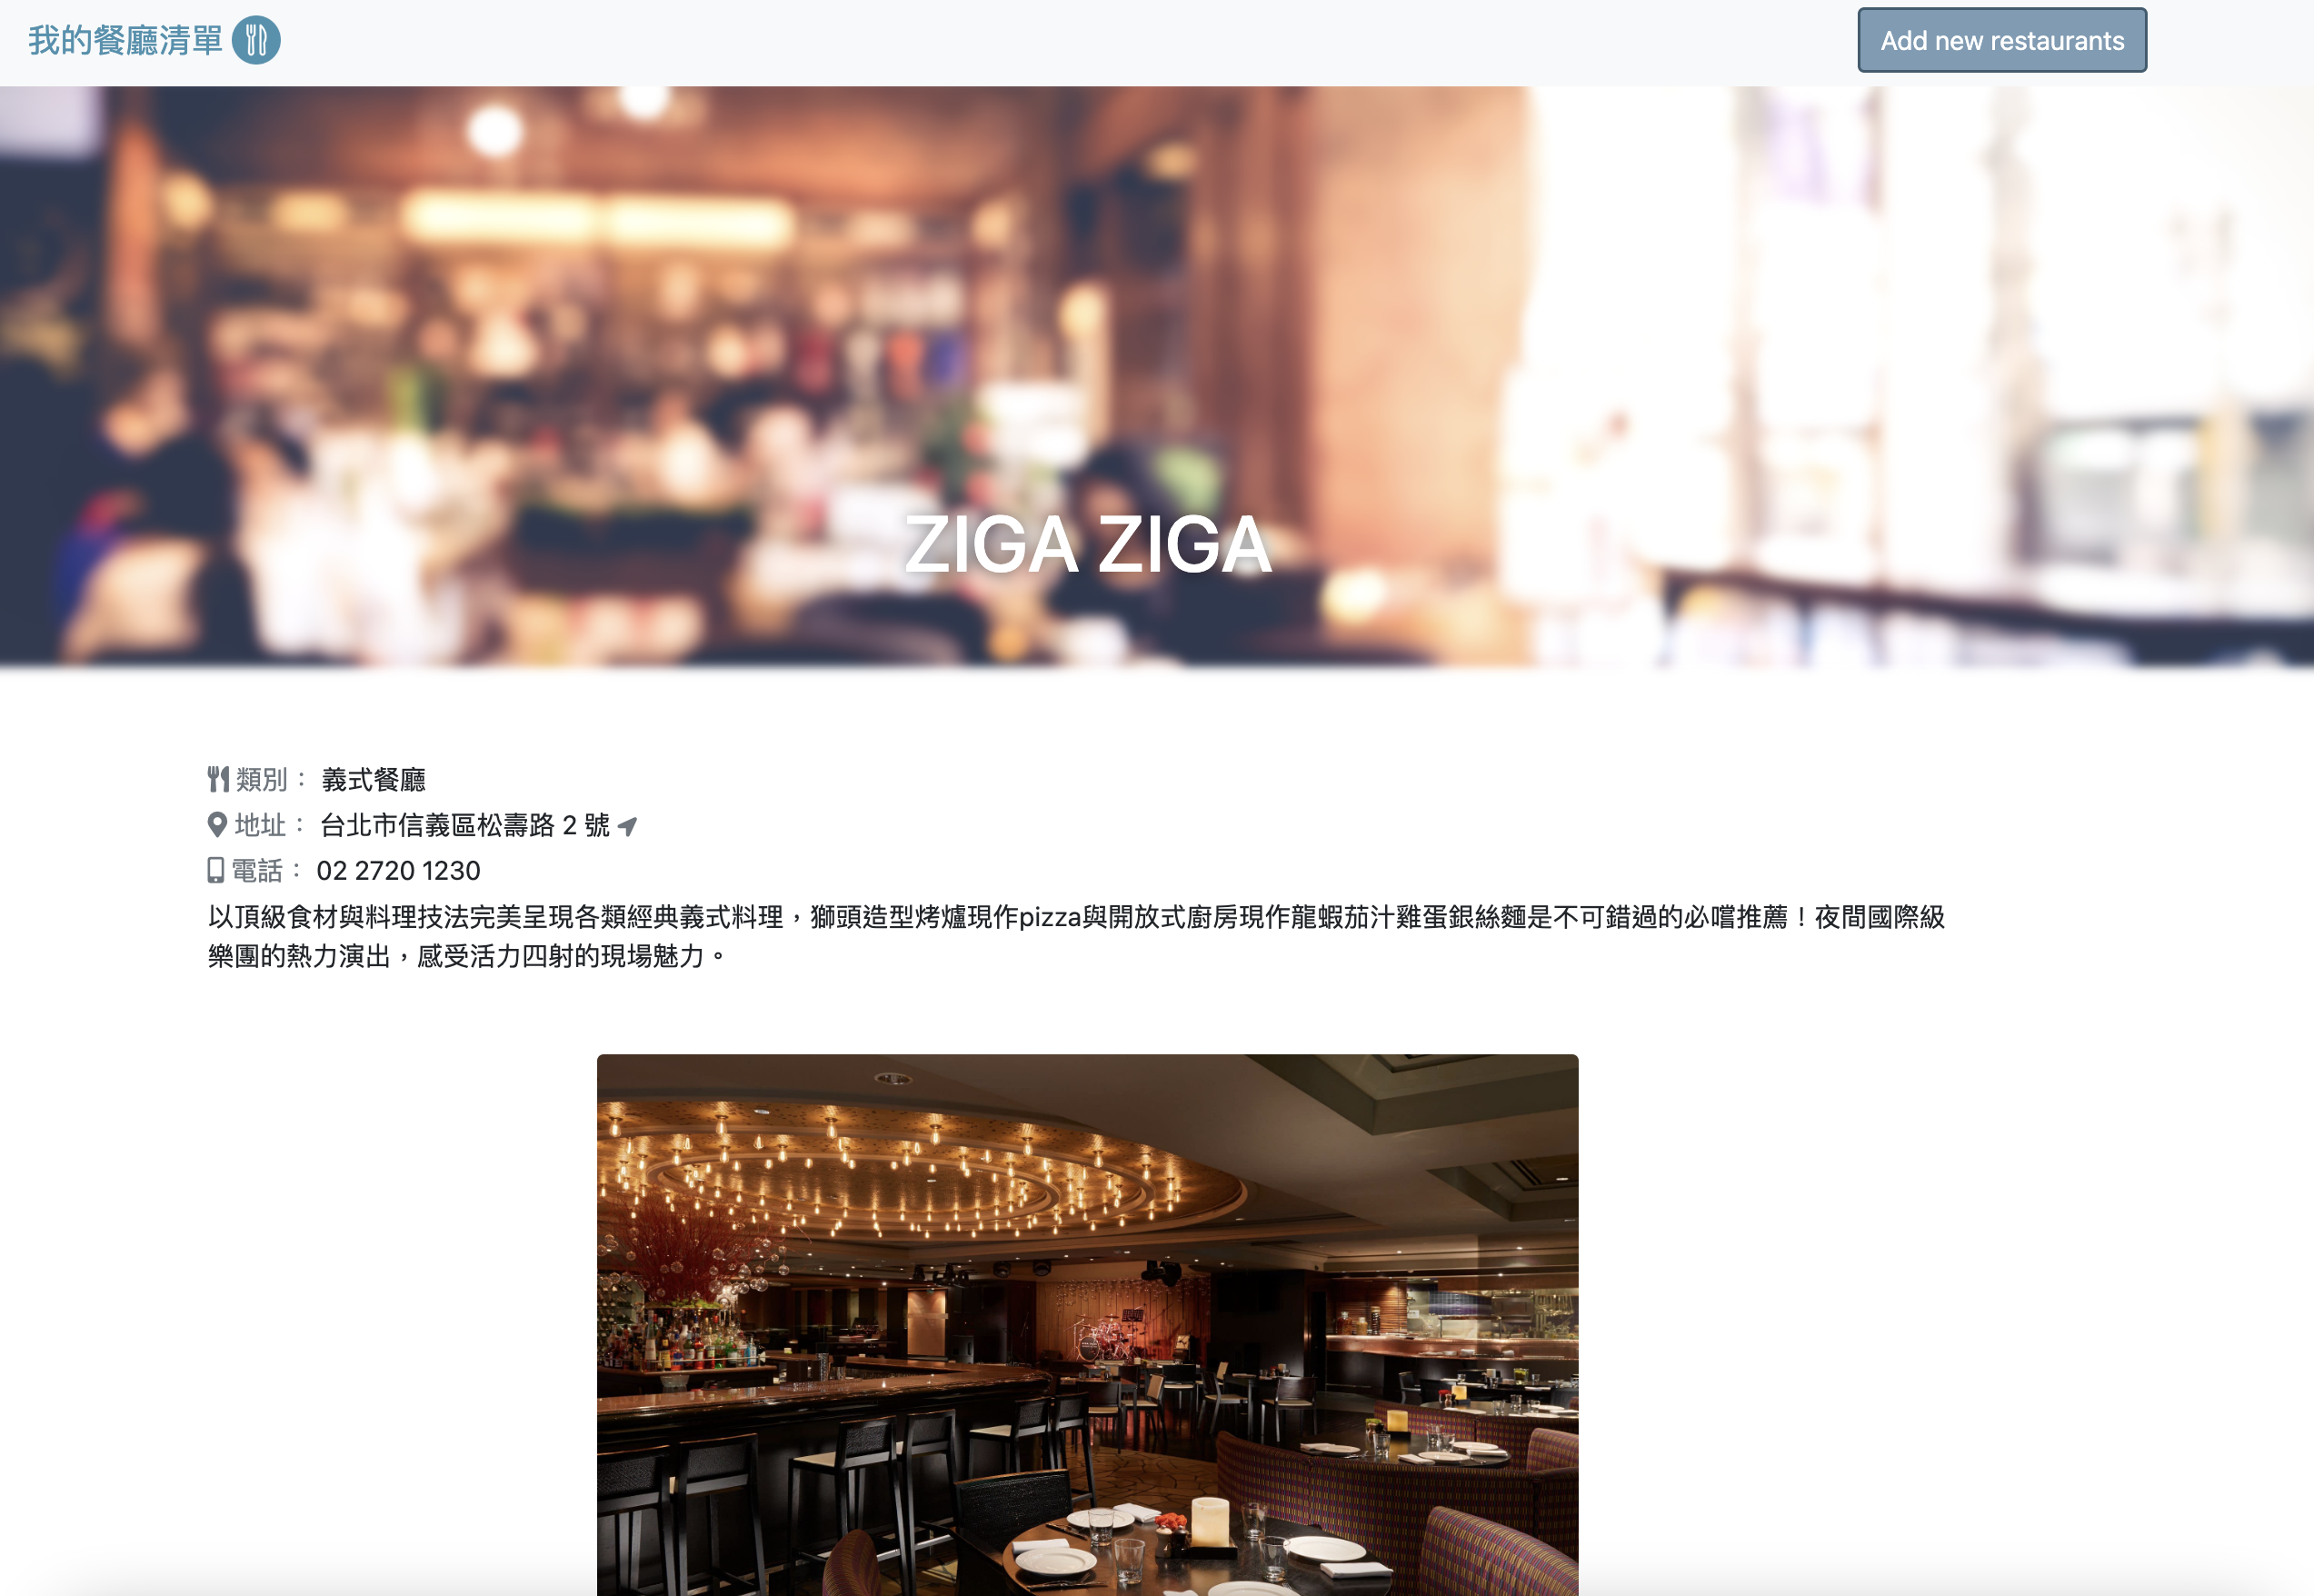 我的餐廳清單
Add new restaurants
ZIGA ZIGA
類別： 義式餐廳
地址： 台北市信義區松壽路 2 號
電話： 02 2720 1230
以頂級食材與料理技法完美呈現各類經典義式料理，獅頭造型烤爐現作pizza與開放式廚房現作龍蝦茄汁雞蛋銀絲麵是不可錯過的必嚐推薦！夜間國際級
樂團的熱力演出，感受活力四射的現場魅力。